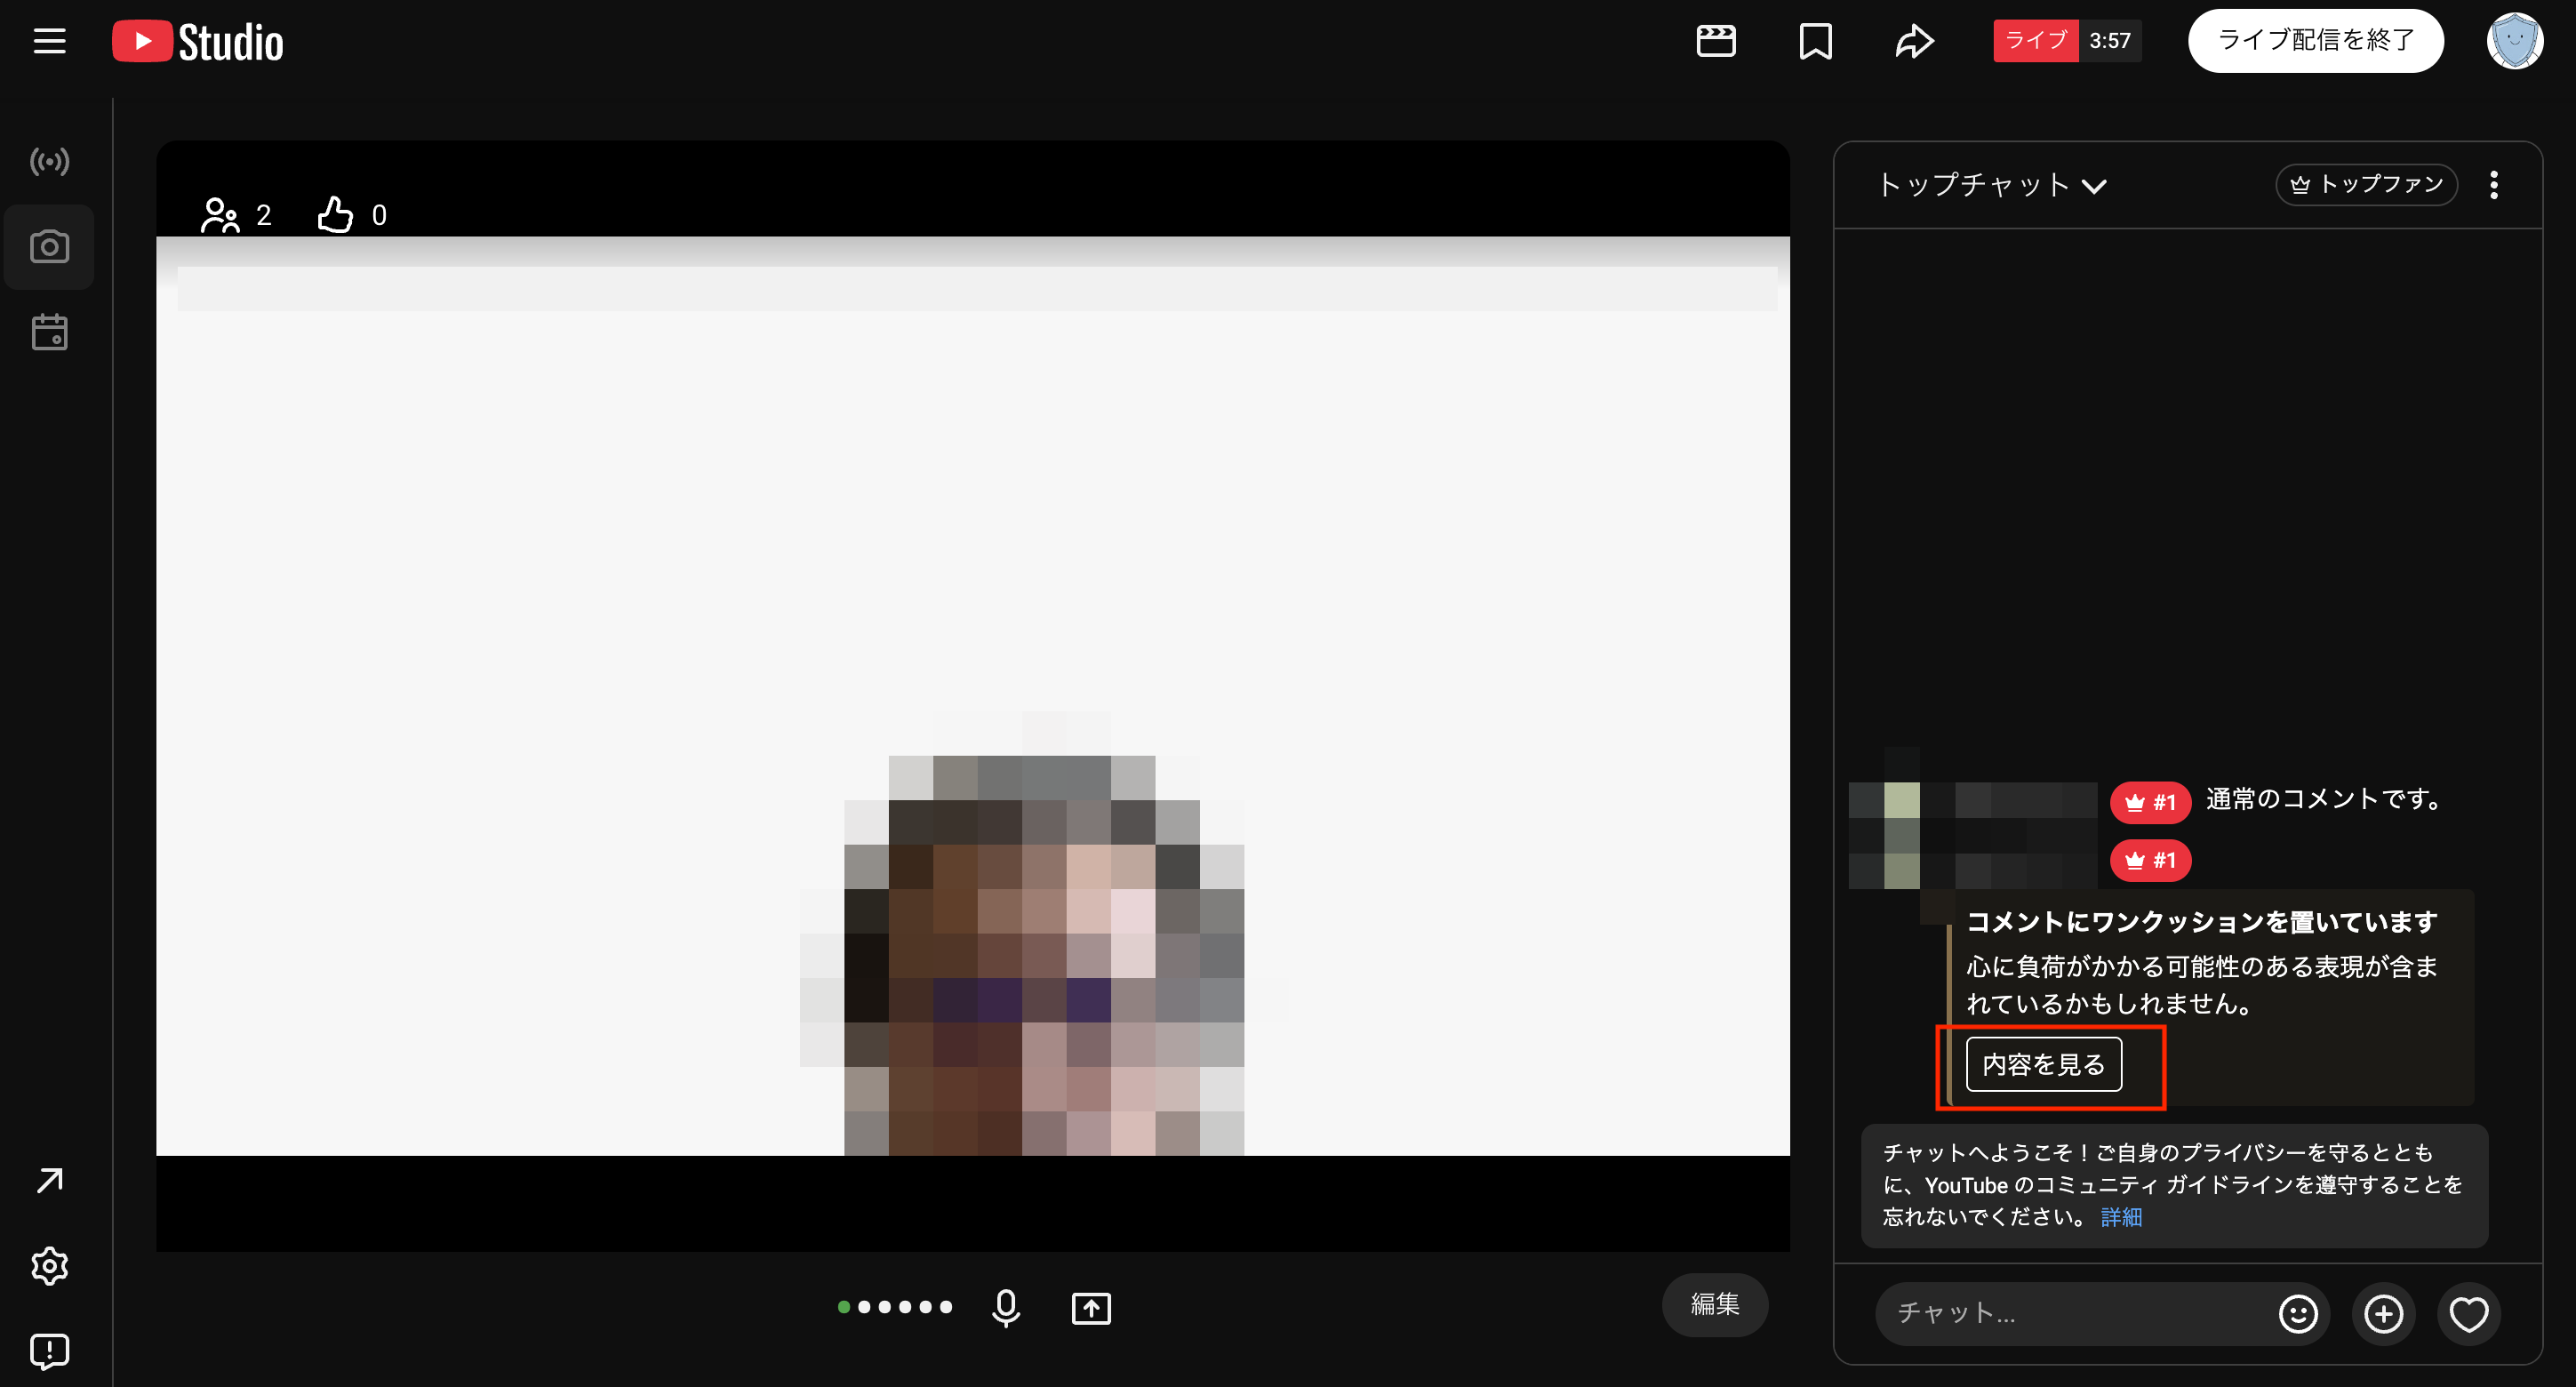 Studio
ライブ 3:57
ライブ配信を終了
2 0
トップチャット
トップファン
#1 通常のコメントです。
#1
コメントにワンクッションを置いています
心に負荷がかかる可能性のある表現が含ま
れているかもしれません。
内容を見る
チャットへようこそ！ご自身のプライバシーを守るととも
に、YouTube のコミュニティ ガイドラインを遵守することを
忘れないでください。 詳細
編集
チャット...